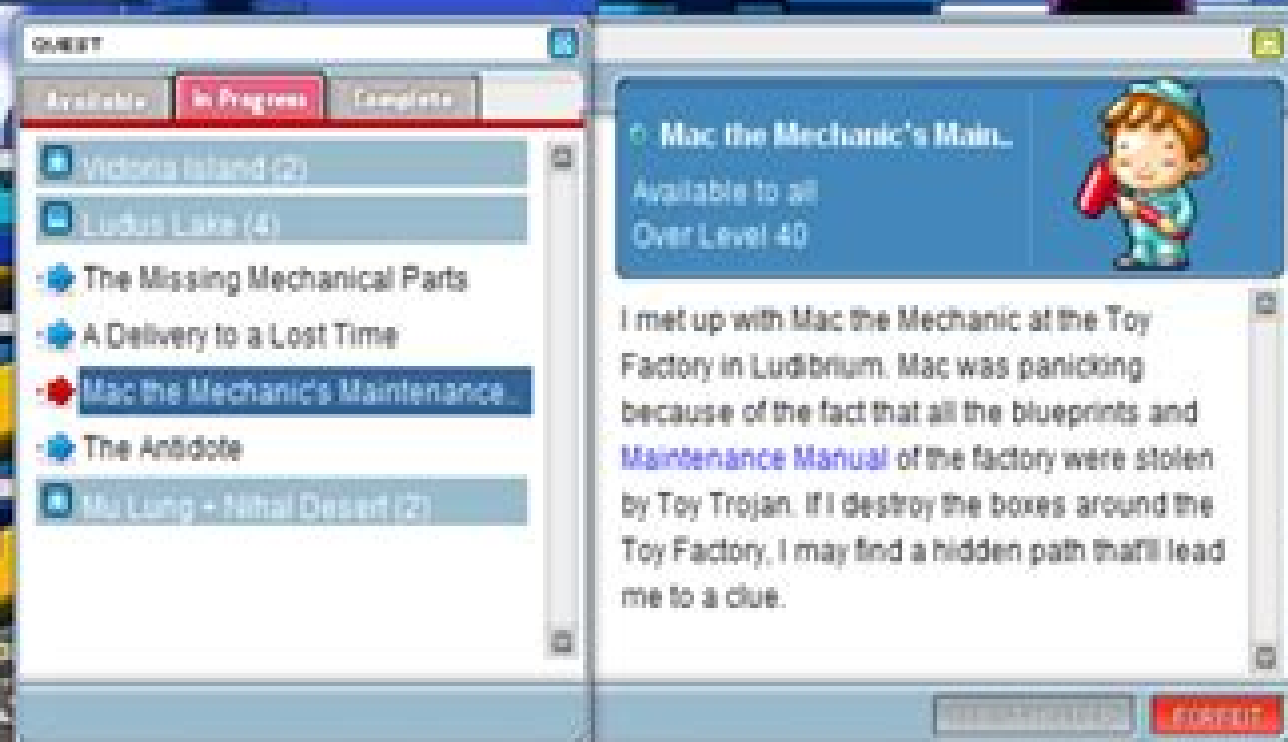 QUEST
Available
In Progress
Complete
Victoria Island (2)
Ludus Lake (4)
The Missing Mechanical Parts
A Delivery to a Lost Time
Mac the Mechanic's Maintenance..
The Antidote
Mu Lung + Nihal Desert (2)
Mac the Mechanic's Main..
Available to all
Over Level 40
I met up with Mac the Mechanic at the Toy
Factory in Ludibrium. Mac was panicking
because of the fact that all the blueprints and
Maintenance Manual of the factory were stolen
by Toy Trojan. If I destroy the boxes around the
Toy Factory, I may find a hidden path that'll lead
me to a clue.
FORFEIT